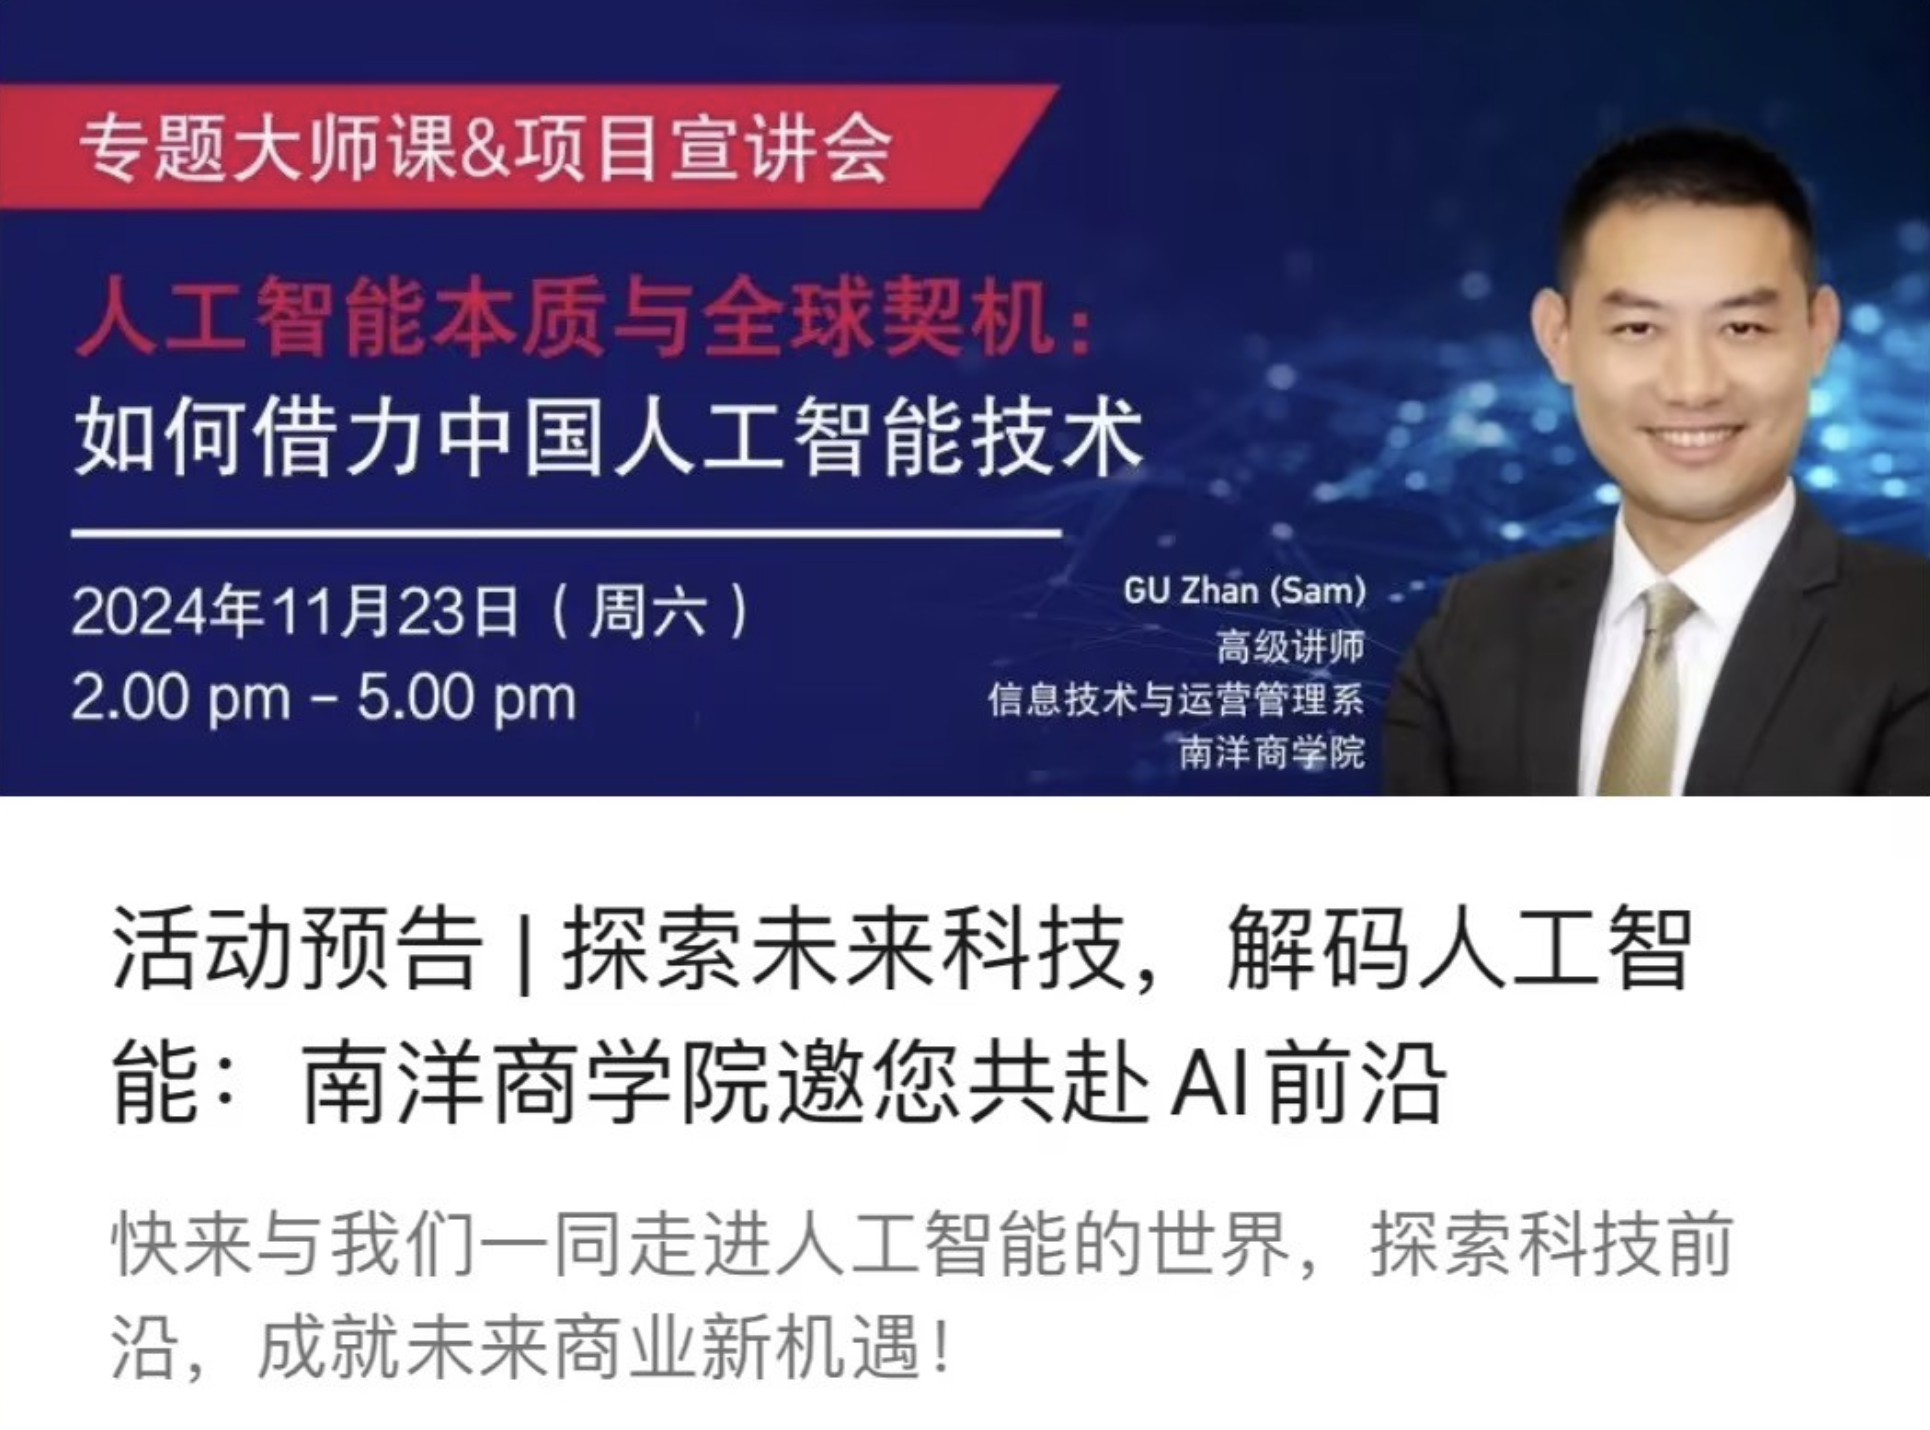 专题大师课&项目宣讲会
人工智能本质与全球契机：
如何借力中国人工智能技术
2024年11月23日（周六）
2.00 pm – 5.00 pm
GU Zhan (Sam)
高级讲师
信息技术与运营管理系
南洋商学院
活动预告 | 探索未来科技，解码人工智
能：南洋商学院邀您共赴AI前沿
快来与我们一同走进人工智能的世界，探索科技前
沿，成就未来商业新机遇！